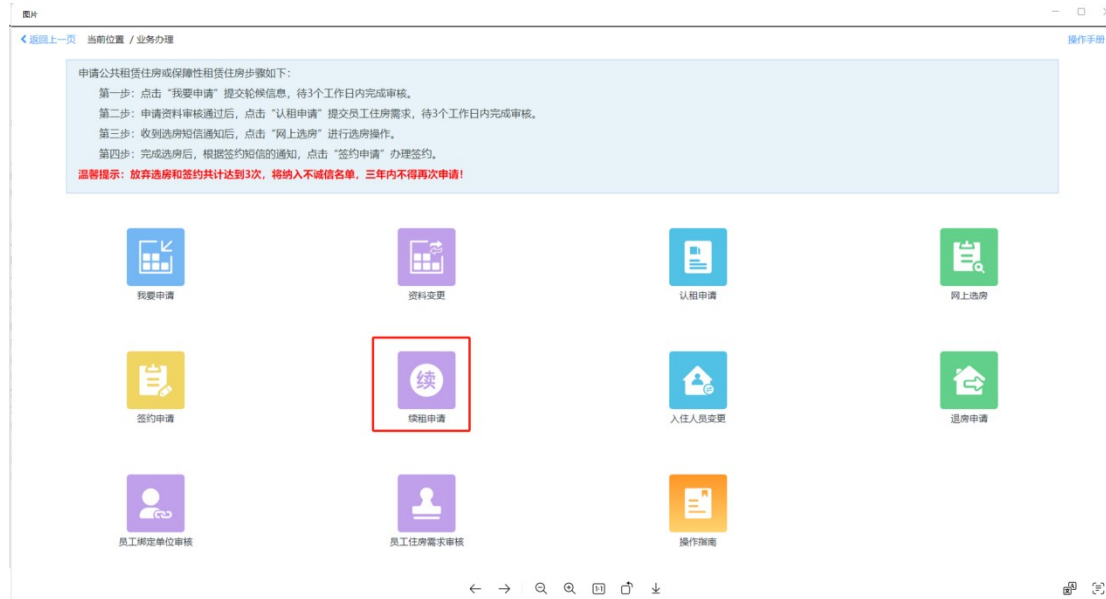 图片
返回上一页 当前位置 / 业务办理 操作手册
申请公共租赁住房或保障性租赁住房步骤如下：
第一步：点击“我要申请”提交轮候信息，待3个工作日内完成审核。
第二步：申请资料审核通过后，点击“认租申请”提交员工住房需求，待3个工作日内完成审核。
第三步：收到选房短信通知后，点击“网上选房”进行选房操作。
第四步：完成选房后，根据签约短信的通知，点击“签约申请”办理签约。
温馨提示：放弃选房和签约共计达到3次，将纳入不诚信名单，三年内不得再次申请！
我要申请 资料变更 认租申请 网上选房
续
签约申请 续租申请 入住人员变更 退房申请
员工绑定单位审核 员工住房需求审核 操作指南
1:1